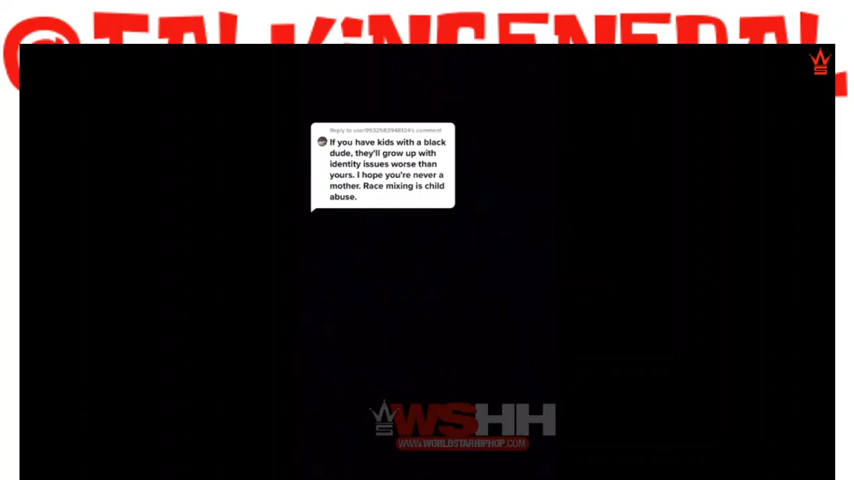 @TALKINGENERAL
Reply to user9532583948124's comment
If you have kids with a black
dude, they'll grow up with
identity issues worse than
yours. I hope you're never a
mother. Race mixing is child
abuse.
WSHH
WWW.WORLDSTARHIPHOP.COM